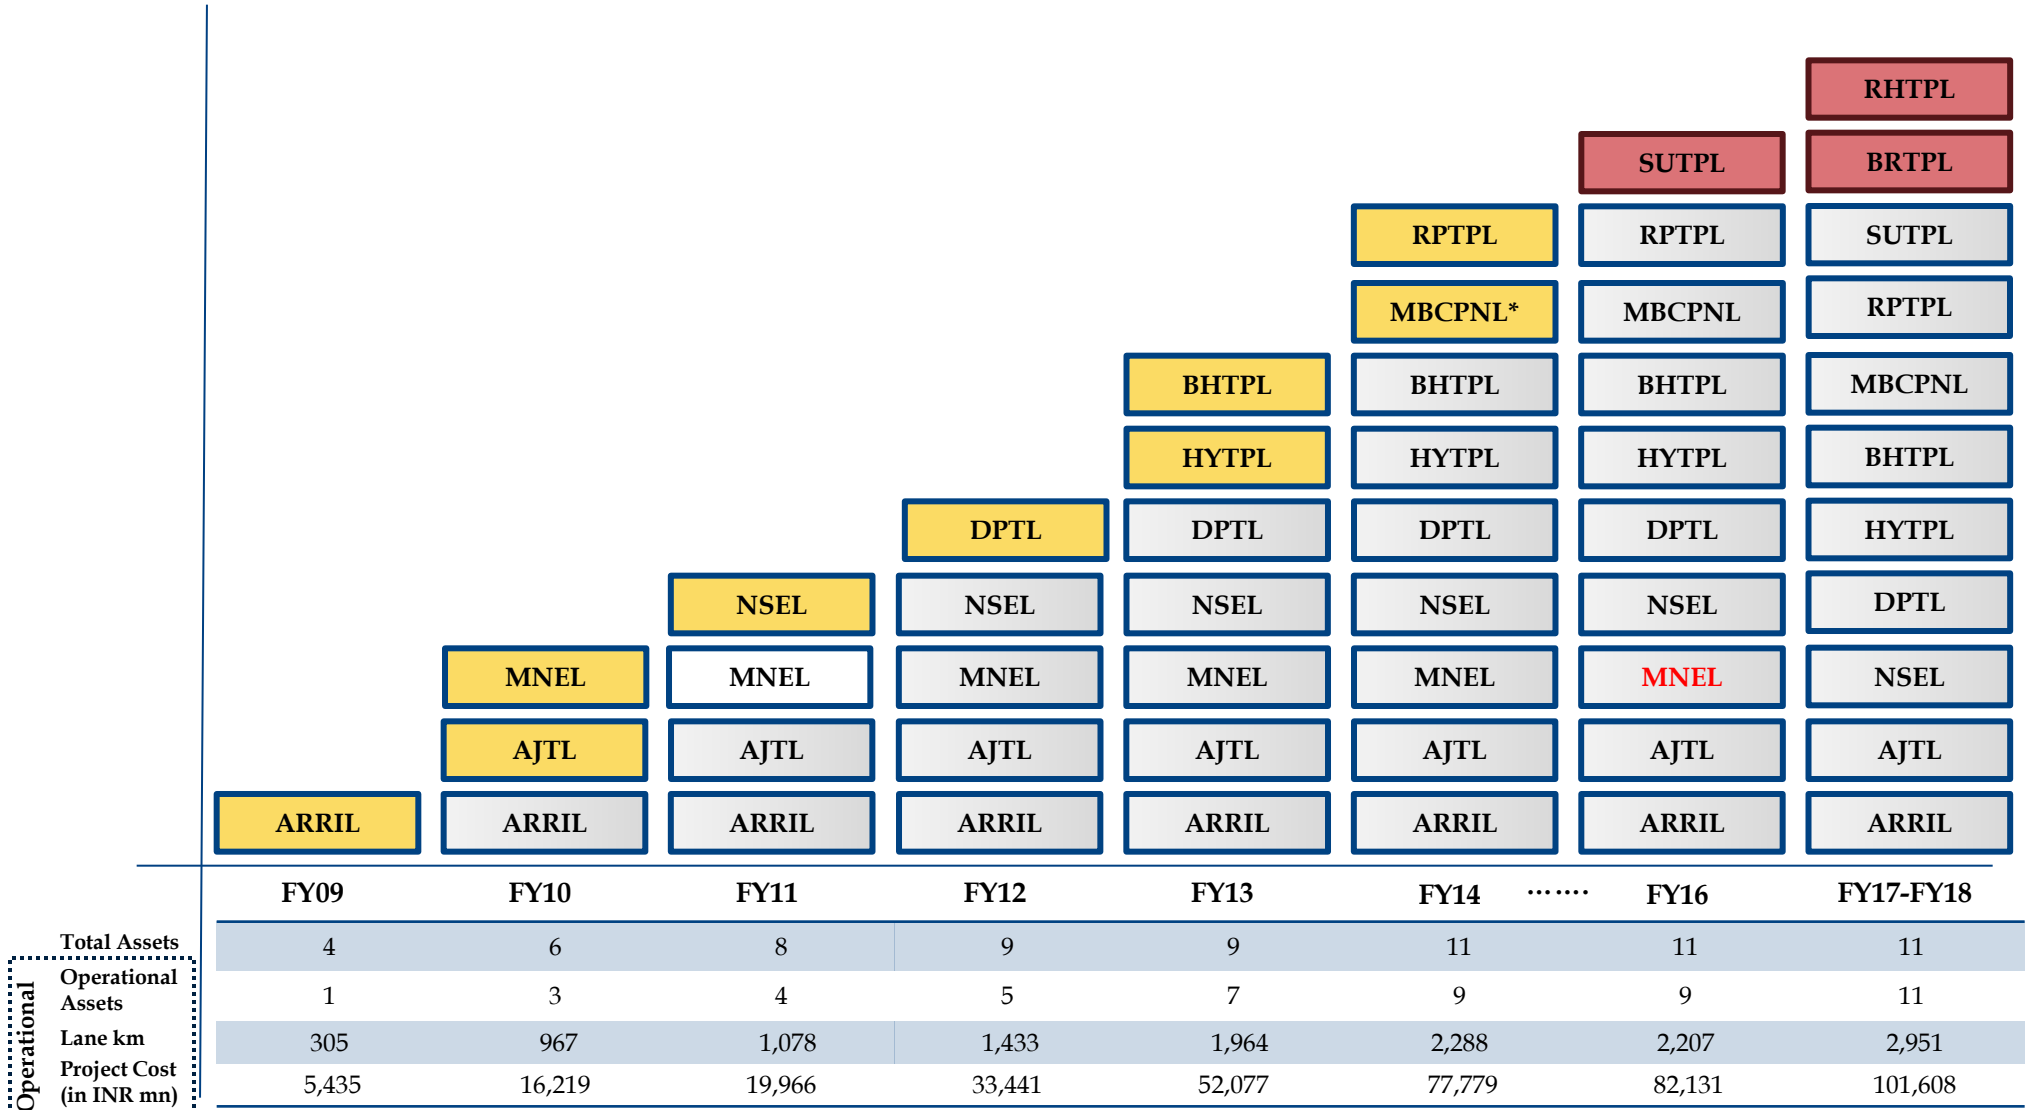 RHTPL
SUTPL BRTPL
RPTPL RPTPL SUTPL
MBCPNL* MBCPNL RPTPL
BHTPL BHTPL BHTPL MBCPNL
HYTPL HYTPL HYTPL BHTPL
DPTL DPTL DPTL DPTL HYTPL
NSEL NSEL NSEL NSEL NSEL DPTL
MNEL MNEL MNEL MNEL MNEL MNEL NSEL
AJTL AJTL AJTL AJTL AJTL AJTL AJTL
ARRIL ARRIL ARRIL ARRIL ARRIL ARRIL ARRIL ARRIL
FY09 FY10 FY11 FY12 FY13 FY14 ……. FY16 FY17-FY18
Total Assets 4 6 8 9 9 11 11 11
Operational
Operational
Assets 1 3 4 5 7 9 9 11
Lane km 305 967 1,078 1,433 1,964 2,288 2,207 2,951
Project Cost
(in INR mn) 5,435 16,219 19,966 33,441 52,077 77,779 82,131 101,608